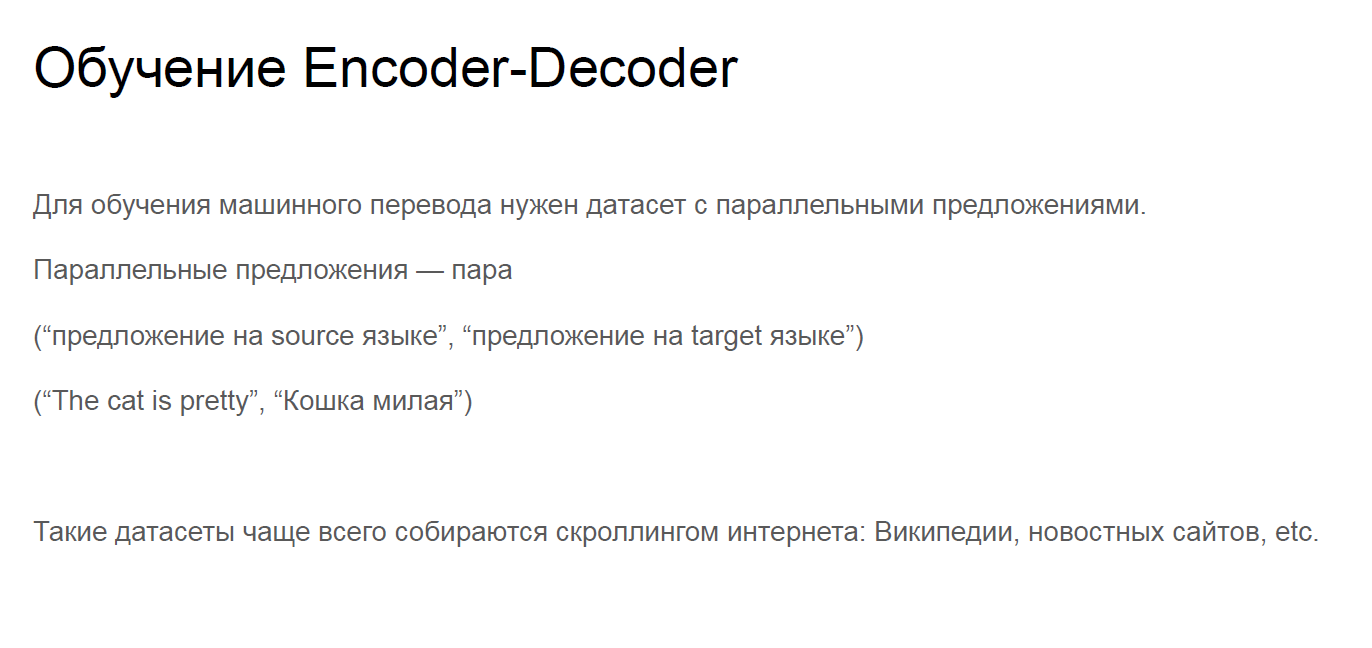 Обучение Encoder-Decoder
Для обучения машинного перевода нужен датасет с параллельными предложениями.
Параллельные предложения — пара
(“предложение на source языке”, “предложение на target языке”)
(“The cat is pretty”, “Кошка милая”)
Такие датасеты чаще всего собираются скроллингом интернета: Википедии, новостных сайтов, etc.